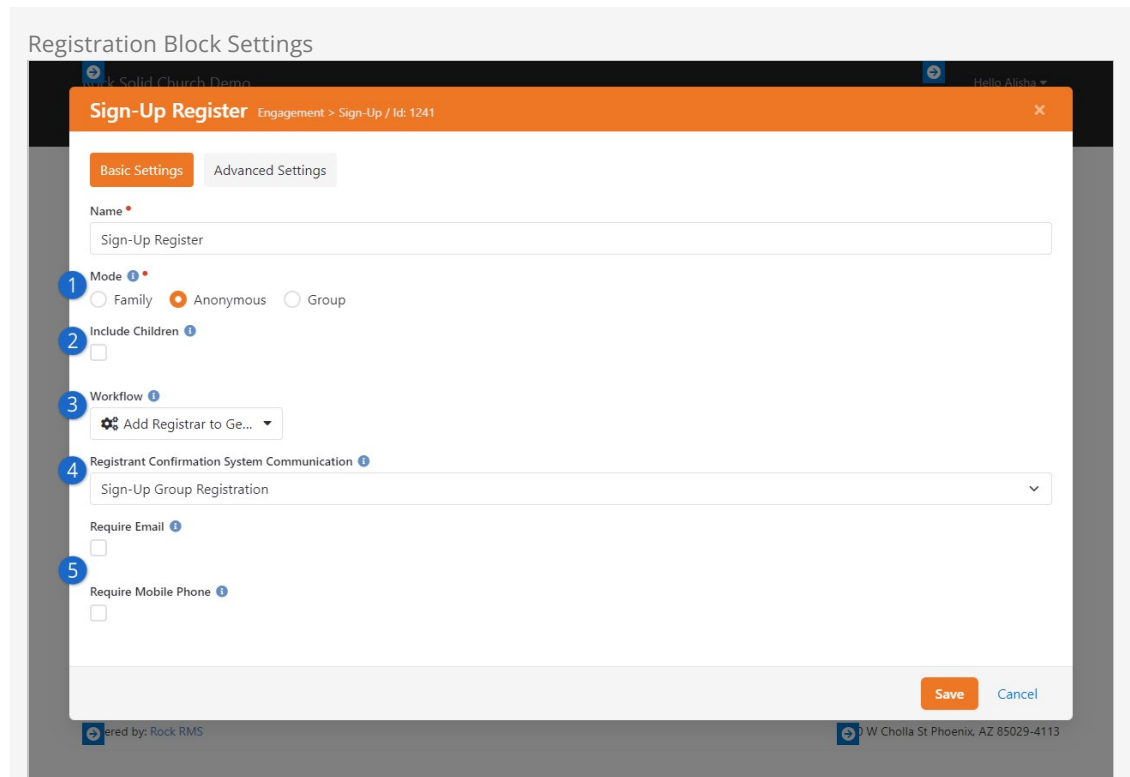 Registration Block Settings
Rock Solid Church Demo
Hello Alisha
Sign-Up Register Engagement > Sign-Up / Id: 1241 ×
Basic Settings Advanced Settings
Name
Sign-Up Register
1 Mode
Family Anonymous Group
2 Include Children
3 Workflow
Add Registrar to Ge...
4 Registrant Confirmation System Communication
Sign-Up Group Registration
Require Email
5
Require Mobile Phone
Save Cancel
ered by: Rock RMS
W Cholla St Phoenix, AZ 85029-4113